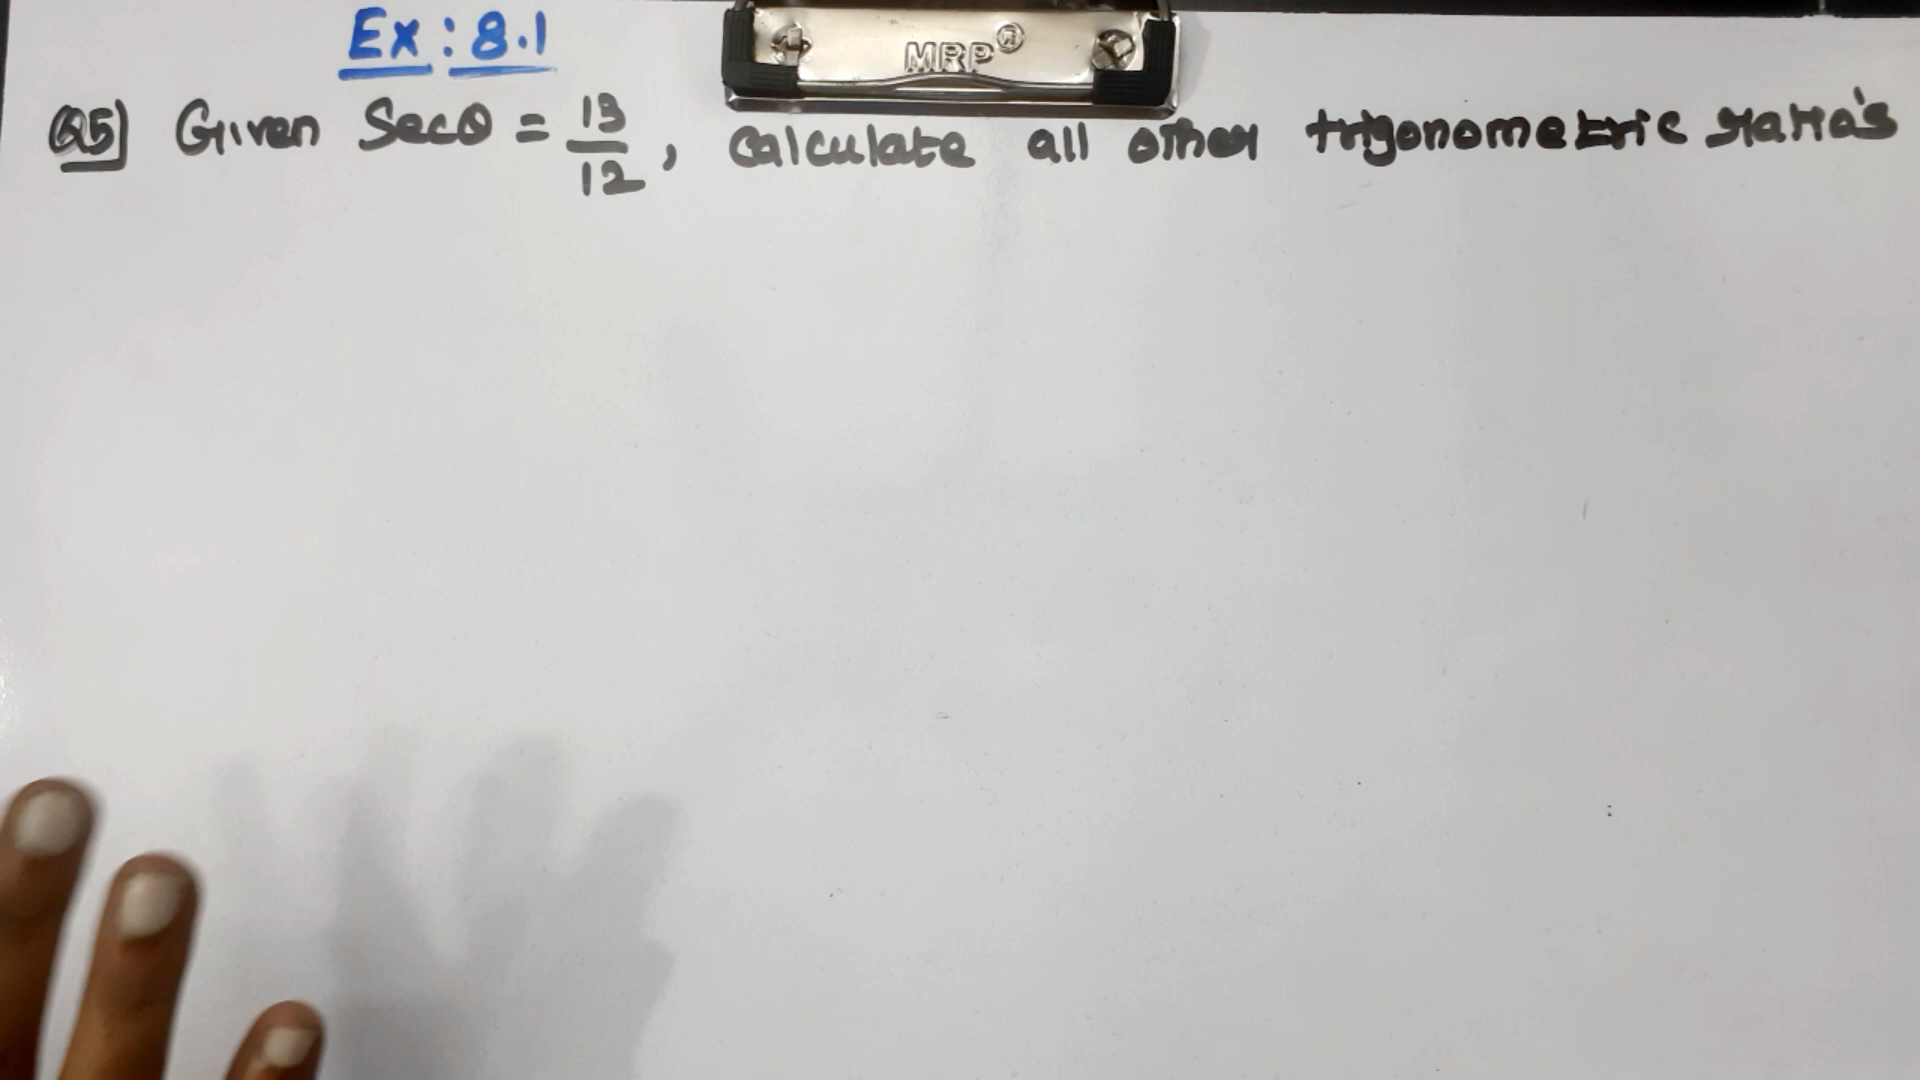 Ex: 8.1
MRP®
Q5] Given Secθ = 13/12, calculate all other trigonometric ratio's